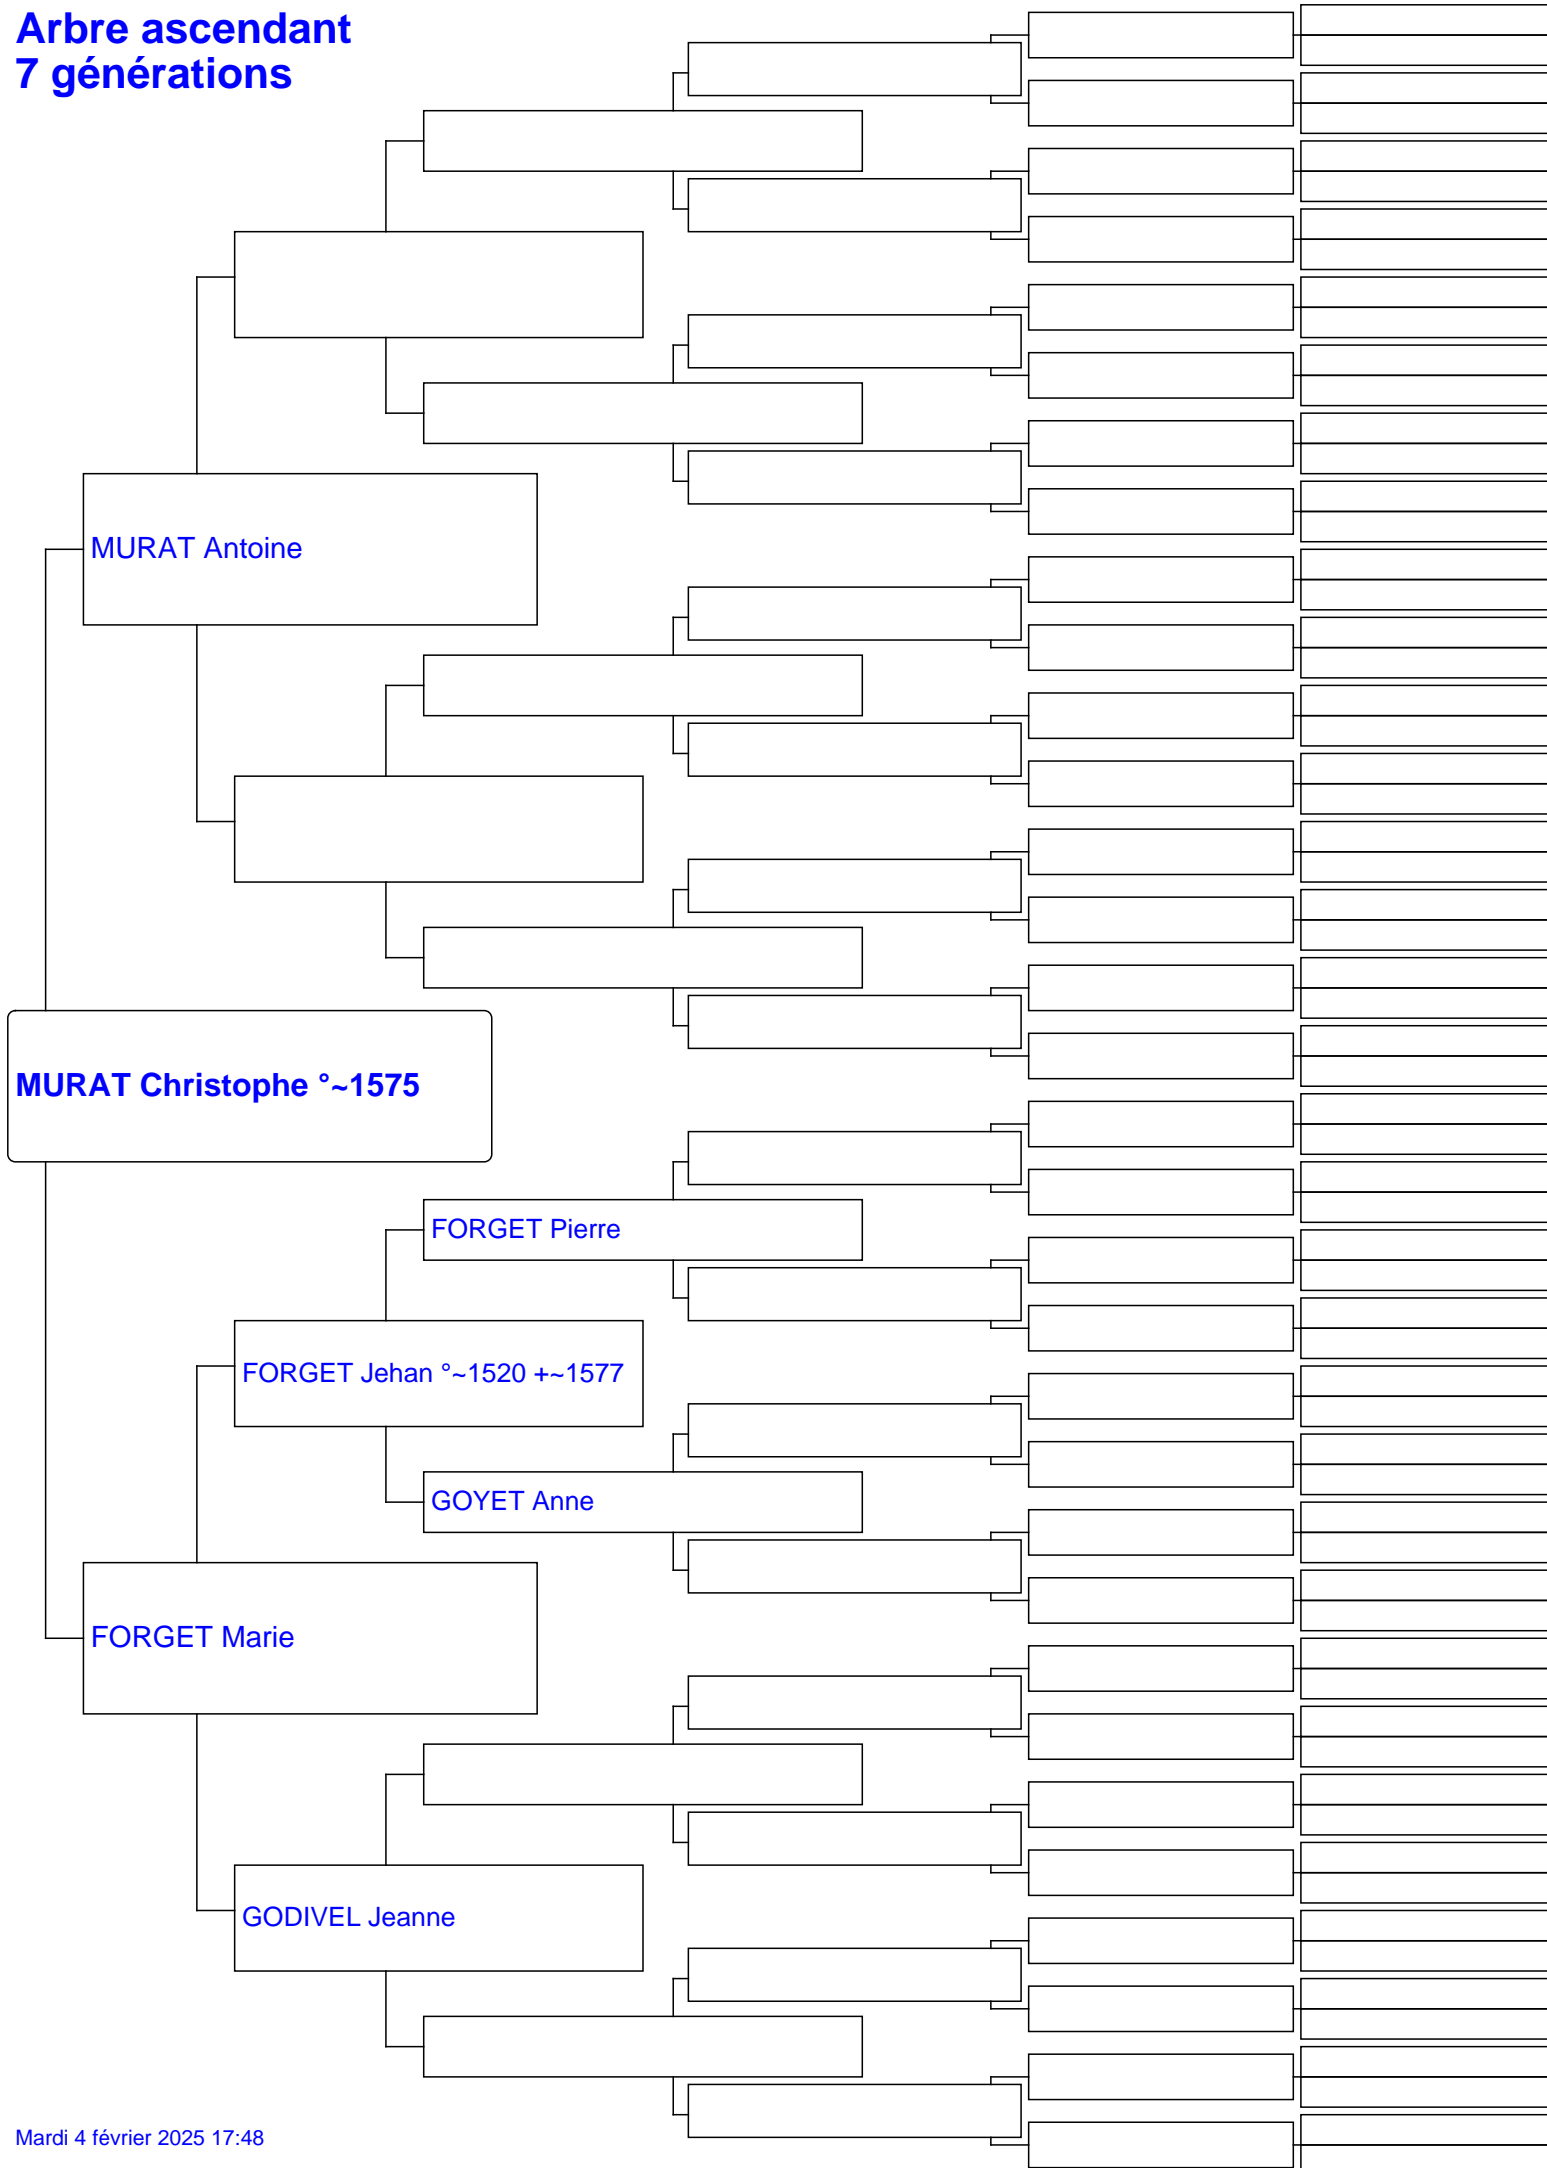 Arbre ascendant
7 générations
MURAT Antoine
MURAT Christophe °~1575
FORGET Pierre
FORGET Jehan °~1520 +~1577
GOYET Anne
FORGET Marie
GODIVEL Jeanne
Mardi 4 février 2025 17:48